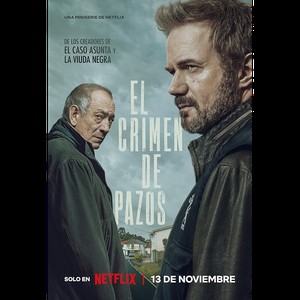 UNA MINISERIE DE NETFLIX
DE LOS CREADORES DE
EL CASO ASUNTA Y
LA VIUDA NEGRA
EL
CRIMEN
DE
PAZOS
SOLO EN NETFLIX | 13 DE NOVIEMBRE